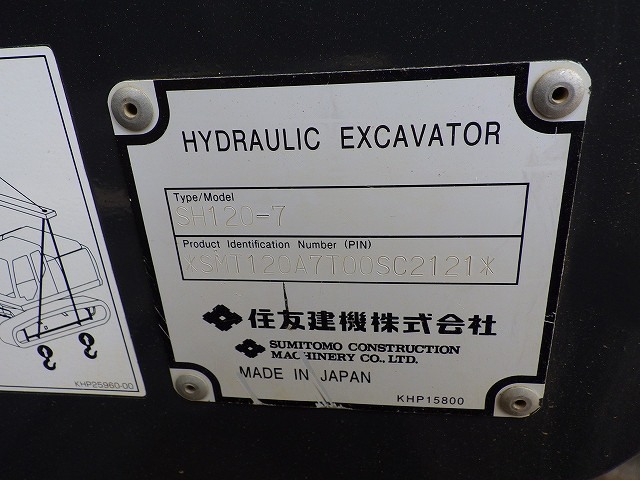 HYDRAULIC EXCAVATOR
Type/Model
SH120-7
Product Identification Number (PIN)
*SMT120A7T00SC2121*
住友建機株式会社
SUMITOMO CONSTRUCTION
MACHINERY CO., LTD.
MADE IN JAPAN
KHP15800
KHP25960-00